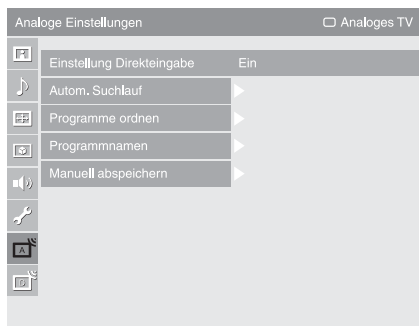 Analoge Einstellungen Analoges TV
Einstellung Direkteingabe Ein
Autom. Suchlauf
Programme ordnen
Programmnamen
Manuell abspeichern
A
D